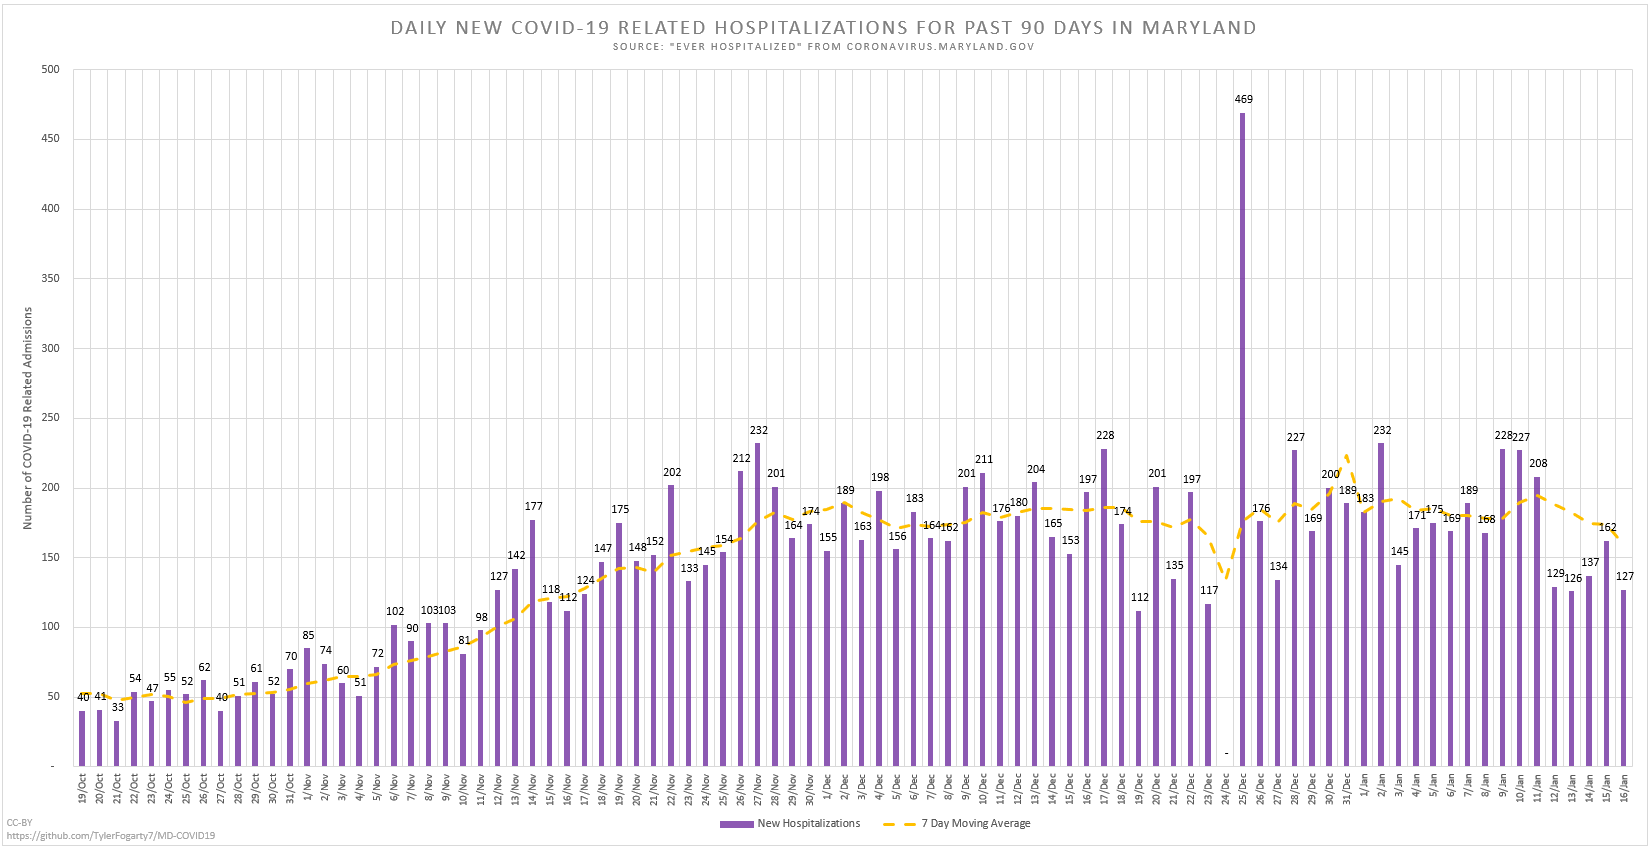 DAILY NEW COVID-19 RELATED HOSPITALIZATIONS FOR PAST 90 DAYS IN MARYLAND
SOURCE: "EVER HOSPITALIZED" FROM CORONAVIRUS.MARYLAND.GOV
Number of COVID-19 Related Admissions
500
450
400
350
300
250
200
150
100
50
-
40 41 33 54 47 55 52 62 40 51 61 52 70 85 74 60 51 72 102 90 103 103 81 98 127 142 177 118 112 124 147 175 148 152 202 133 145 154 212 232 201 164 174 155 189 163 198 156 183 164 162 201 211 176 180 204 165 153 197 228 174 112 201 135 197 117 - 469 176 134 227 169 200 189 183 232 145 171 175 169 189 168 228 227 208 129 126 137 162 127
19/Oct 20/Oct 21/Oct 22/Oct 23/Oct 24/Oct 25/Oct 26/Oct 27/Oct 28/Oct 29/Oct 30/Oct 31/Oct 1/Nov 2/Nov 3/Nov 4/Nov 5/Nov 6/Nov 7/Nov 8/Nov 9/Nov 10/Nov 11/Nov 12/Nov 13/Nov 14/Nov 15/Nov 16/Nov 17/Nov 18/Nov 19/Nov 20/Nov 21/Nov 22/Nov 23/Nov 24/Nov 25/Nov 26/Nov 27/Nov 28/Nov 29/Nov 30/Nov 1/Dec 2/Dec 3/Dec 4/Dec 5/Dec 6/Dec 7/Dec 8/Dec 9/Dec 10/Dec 11/Dec 12/Dec 13/Dec 14/Dec 15/Dec 16/Dec 17/Dec 18/Dec 19/Dec 20/Dec 21/Dec 22/Dec 23/Dec 24/Dec 25/Dec 26/Dec 27/Dec 28/Dec 29/Dec 30/Dec 31/Dec 1/Jan 2/Jan 3/Jan 4/Jan 5/Jan 6/Jan 7/Jan 8/Jan 9/Jan 10/Jan 11/Jan 12/Jan 13/Jan 14/Jan 15/Jan 16/Jan
New Hospitalizations 7 Day Moving Average
CC-BY
https://github.com/TylerFogarty7/MD-COVID19